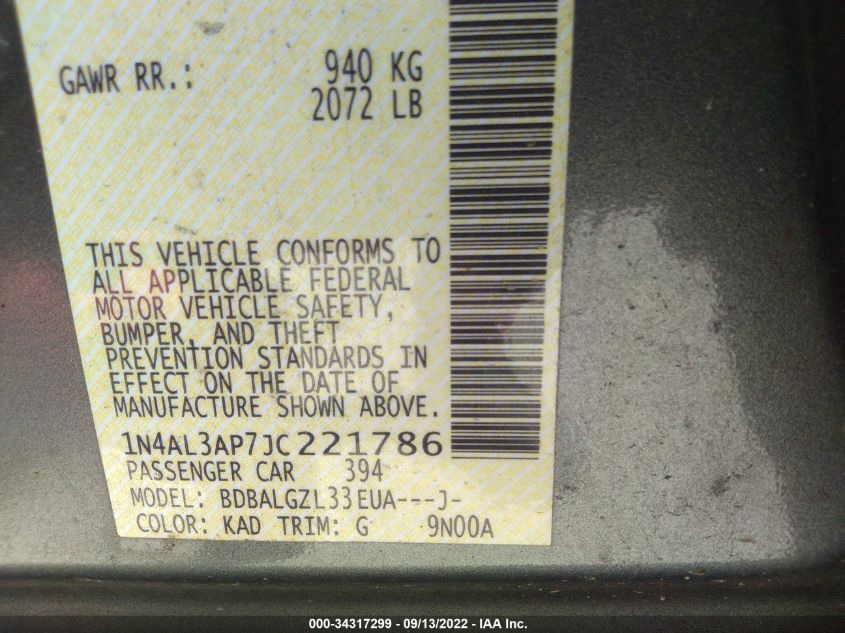 GAWR RR.: 940 KG
2072 LB
THIS VEHICLE CONFORMS TO
ALL APPLICABLE FEDERAL
MOTOR VEHICLE SAFETY,
BUMPER, AND THEFT
PREVENTION STANDARDS IN
EFFECT ON THE DATE OF
MANUFACTURE SHOWN ABOVE.
1N4AL3AP7JC221786
PASSENGER CAR 394
MODEL: BDBALGZL33EUA---J-
COLOR: KAD TRIM: G 9N00A
000-34317299 - 09/13/2022 - IAA Inc.